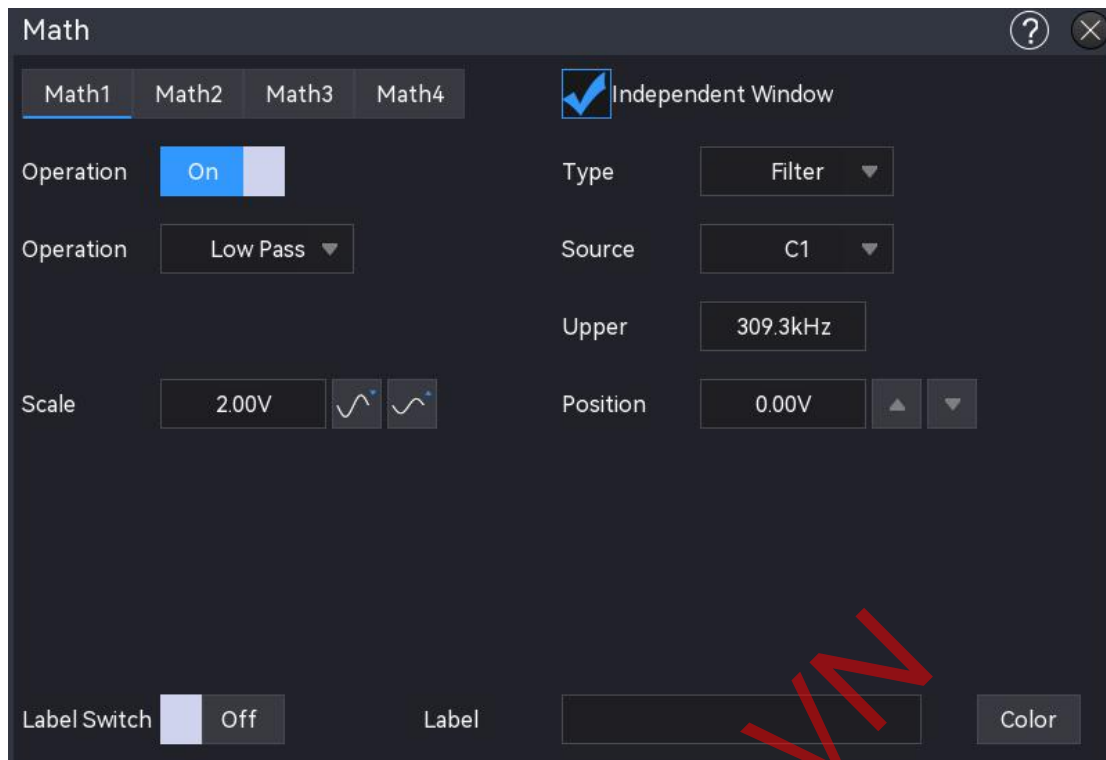 Math ?
Math1 Math2 Math3 Math4 Independent Window
Operation On Type Filter
Operation Low Pass Source C1
Upper 309.3kHz
Scale 2.00V Position 0.00V
Label Switch Off Label Color
VN